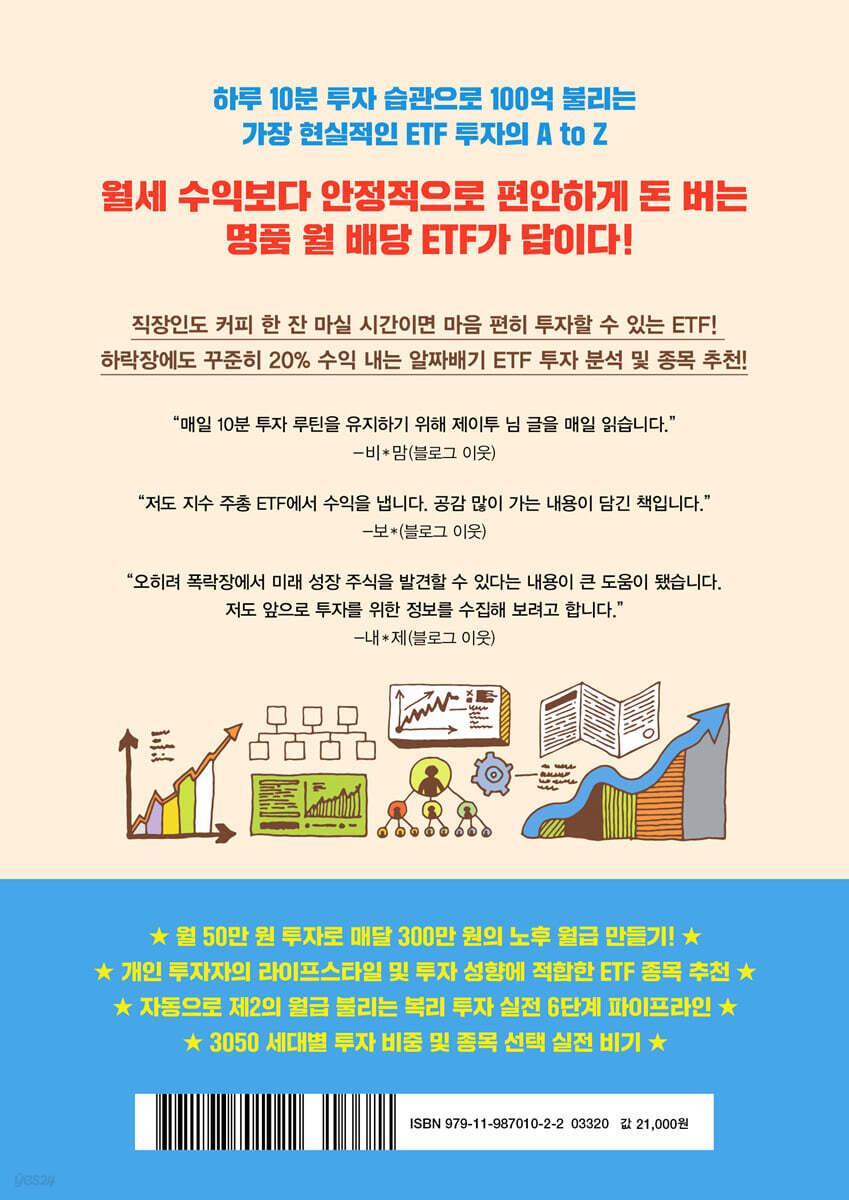 하루 10분 투자 습관으로 100억 불리는
가장 현실적인 ETF 투자의 A to Z
월세 수익보다 안정적으로 편안하게 돈 버는
명품 월 배당 ETF가 답이다!
직장인도 커피 한 잔 마실 시간이면 마음 편히 투자할 수 있는 ETF!
하락장에도 꾸준히 20% 수익 내는 알짜배기 ETF 투자 분석 및 종목 추천!
“매일 10분 투자 루틴을 유지하기 위해 제이투 님 글을 매일 읽습니다.”
–비*맘(블로그 이웃)
“저도 지수 추종 ETF에서 수익을 냅니다. 공감 많이 가는 내용이 담긴 책입니다.”
–보*(블로그 이웃)
“오히려 폭락장에서 미래 성장 주식을 발견할 수 있다는 내용이 큰 도움이 됐습니다.
저도 앞으로 투자를 위한 정보를 수집해 보려고 합니다.”
–내*제(블로그 이웃)
★ 월 50만 원 투자로 매달 300만 원의 노후 월급 만들기! ★
★ 개인 투자자의 라이프스타일 및 투자 성향에 적합한 ETF 종목 추천 ★
★ 자동으로 제2의 월급 불리는 복리 투자 실전 6단계 파이프라인 ★
★ 3050 세대별 투자 비중 및 종목 선택 실전 비기 ★
ISBN 979-11-987010-2-2 03320 값 21,000원
yes24